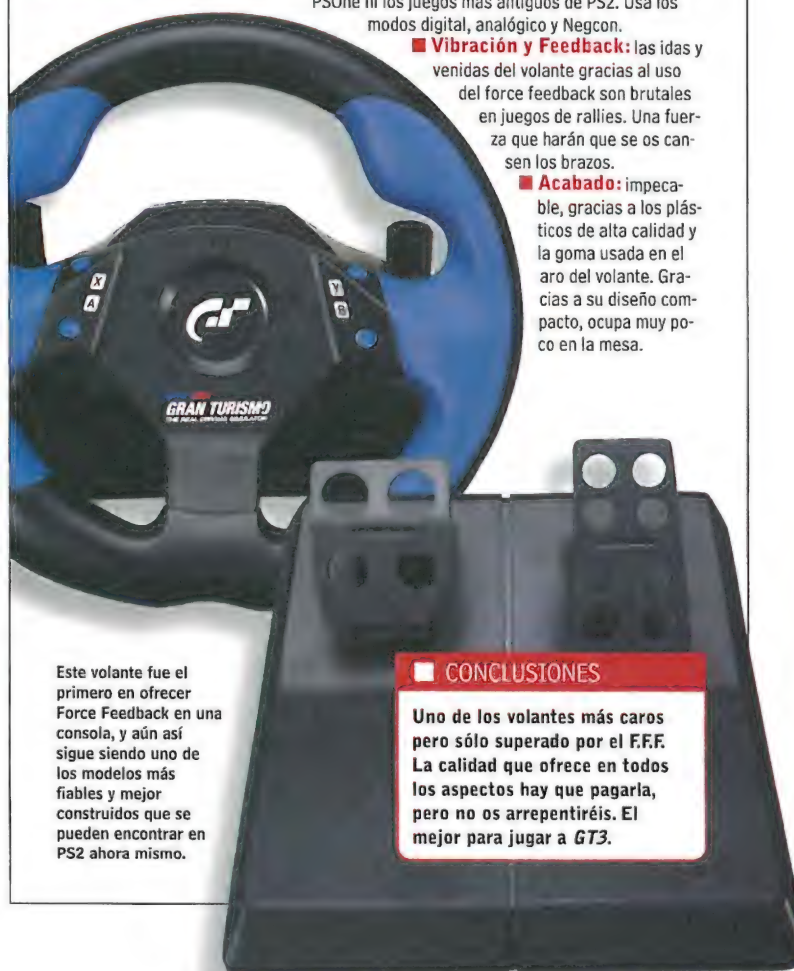 PSOne ni los juegos más antiguos de PS2. Usa los
modos digital, analógico y Negcon.
Vibración y Feedback: las idas y
venidas del volante gracias al uso
del force feedback son brutales
en juegos de rallies. Una fuer-
za que harán que se os can-
sen los brazos.
Acabado: impeca-
ble, gracias a los plás-
ticos de alta calidad y
la goma usada en el
aro del volante. Gra-
cias a su diseño com-
pacto, ocupa muy po-
co en la mesa.
X
A
Y
B
GT
GRAN TURISMO
THE REAL DRIVING SIMULATOR
Este volante fue el
primero en ofrecer
Force Feedback en una
consola, y aún así
sigue siendo uno de
los modelos más
fiables y mejor
construidos que se
pueden encontrar en
PS2 ahora mismo.
CONCLUSIONES
Uno de los volantes más caros
pero sólo superado por el F.F.F.
La calidad que ofrece en todos
los aspectos hay que pagarla,
pero no os arrepentiréis. El
mejor para jugar a GT3.